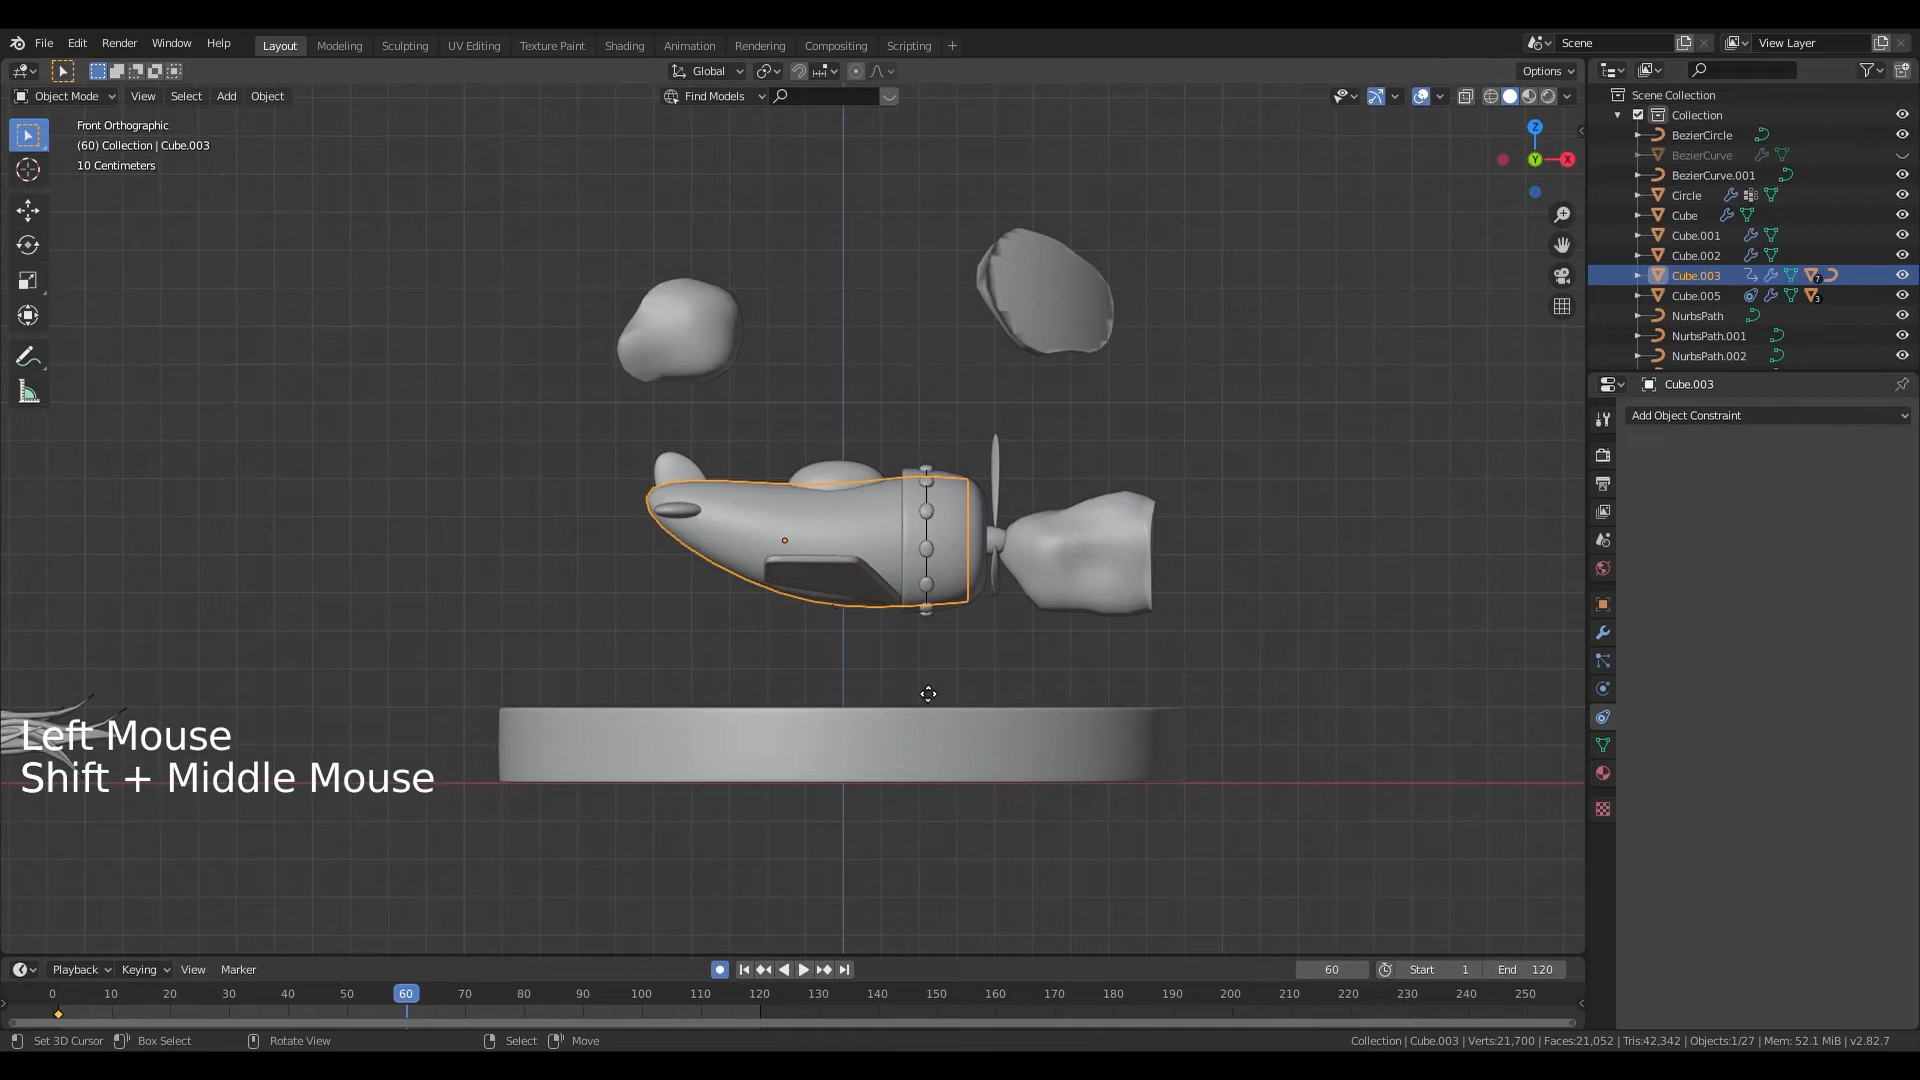 File Edit Render Window Help Layout Modeling Sculpting UV Editing Texture Paint Shading Animation Rendering Compositing Scripting + Scene View Layer
Global Options
Object Mode View Select Add Object Find Models
Front Orthographic
(60) Collection | Cube.003
10 Centimeters
Z
Y
X
Scene Collection
Collection
BezierCircle
BezierCurve
BezierCurve.001
Circle
Cube
Cube.001
Cube.002
Cube.003 7
Cube.005 3
NurbsPath
NurbsPath.001
NurbsPath.002
Cube.003
Add Object Constraint
Left Mouse
Shift + Middle Mouse
Playback Keying View Marker 60 Start 1 End 120
0 10 20 30 40 50 60 70 80 90 100 110 120 130 140 150 160 170 180 190 200 210 220 230 240 250
Set 3D Cursor Box Select Rotate View Select Move Collection | Cube.003 | Verts:21,700 | Faces:21,052 | Tris:42,342 | Objects:1/27 | Mem: 52.1 MiB | v2.82.7